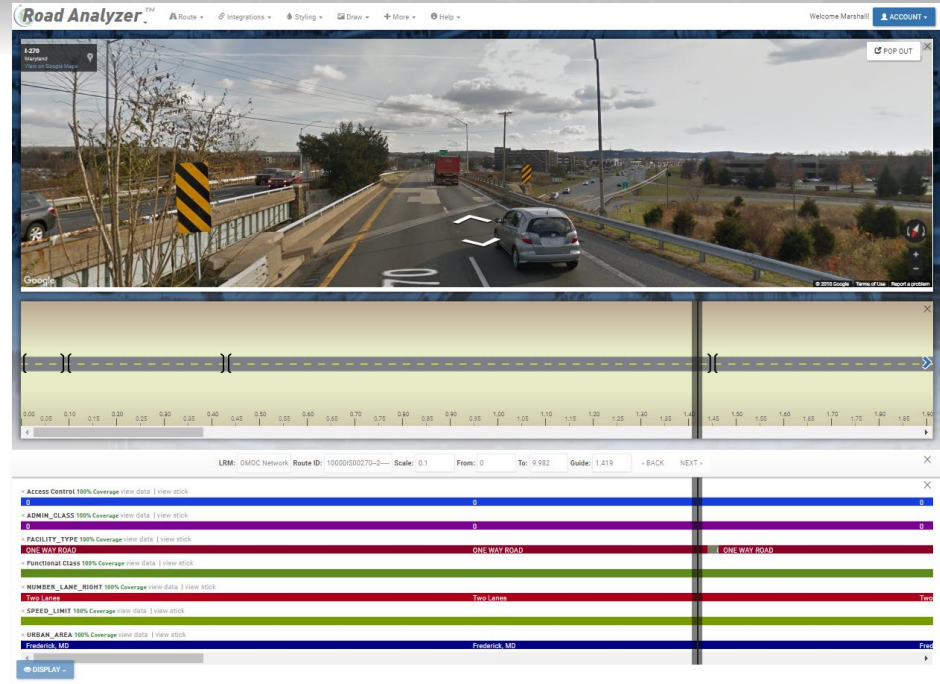 Road Analyzer™
Route
Integrations
Styling
Draw
More
Help
Welcome Marshall!
ACCOUNT
I-270
Maryland
View on Google Maps
POP OUT
70
Google
© 2018 Google Terms of Use Report a problem
0.00 0.05 0.10 0.15 0.20 0.25 0.30 0.35 0.40 0.45 0.50 0.55 0.60 0.65 0.70 0.75 0.80 0.85 0.90 0.95 1.00 1.05 1.10 1.15 1.20 1.25 1.30 1.35 1.40 1.45 1.50 1.55 1.60 1.65 1.70 1.75 1.80 1.85 1.90
LRM: OMOC Network Route ID: 10000IS00270--2---- Scale: 0.1 From: 0 To: 9.982 Guide: 1.419 « BACK NEXT »
× Access Control 100% Coverage view data | view stick
0 0 0
× ADMIN_CLASS 100% Coverage view data | view stick
0 0 0
× FACILITY_TYPE 100% Coverage view data | view stick
ONE WAY ROAD ONE WAY ROAD ONE WAY ROAD
× Functional Class 100% Coverage view data | view stick
× NUMBER_LANE_RIGHT 100% Coverage view data | view stick
Two Lanes Two Lanes Two
× SPEED_LIMIT 100% Coverage view data | view stick
× URBAN_AREA 100% Coverage view data | view stick
Frederick, MD Frederick, MD Fred
DISPLAY